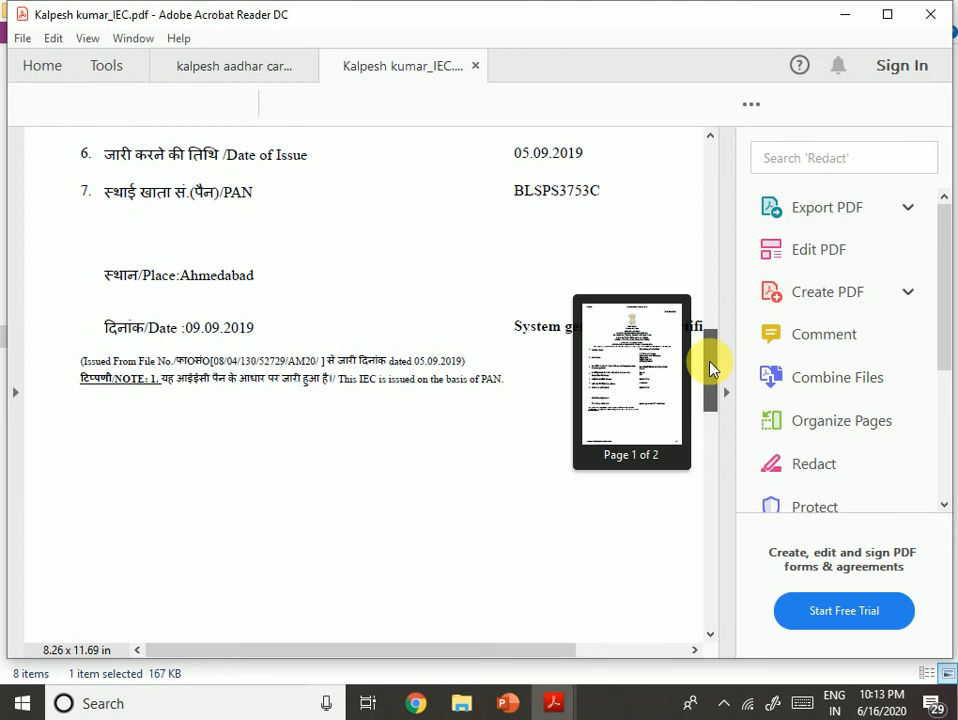 Kalpesh kumar_IEC.pdf - Adobe Acrobat Reader DC
File Edit View Window Help
Home Tools kalpesh aadhar car... Kalpesh kumar_IEC.... Sign In
6. जारी करने की तिथि /Date of Issue 05.09.2019
7. स्थाई खाता सं.(पैन)/PAN BLSPS3753C
स्थान/Place:Ahmedabad
दिनांक/Date :09.09.2019 System ge
(Issued From File No./फा0सं0[08/04/130/52729/AM20/ ] से जारी दिनांक dated 05.09.2019)
टिप्पणी/NOTE: 1. यह आईईसी पैन के आधार पर जारी हुआ है।/ This IEC is issued on the basis of PAN.
Page 1 of 2
8.26 x 11.69 in
Search 'Redact'
Export PDF
Edit PDF
Create PDF
Comment
Combine Files
Organize Pages
Redact
Protect
Create, edit and sign PDF
forms & agreements
Start Free Trial
8 items 1 item selected 167 KB
Search
ENG
IN
10:13 PM
6/16/2020
29